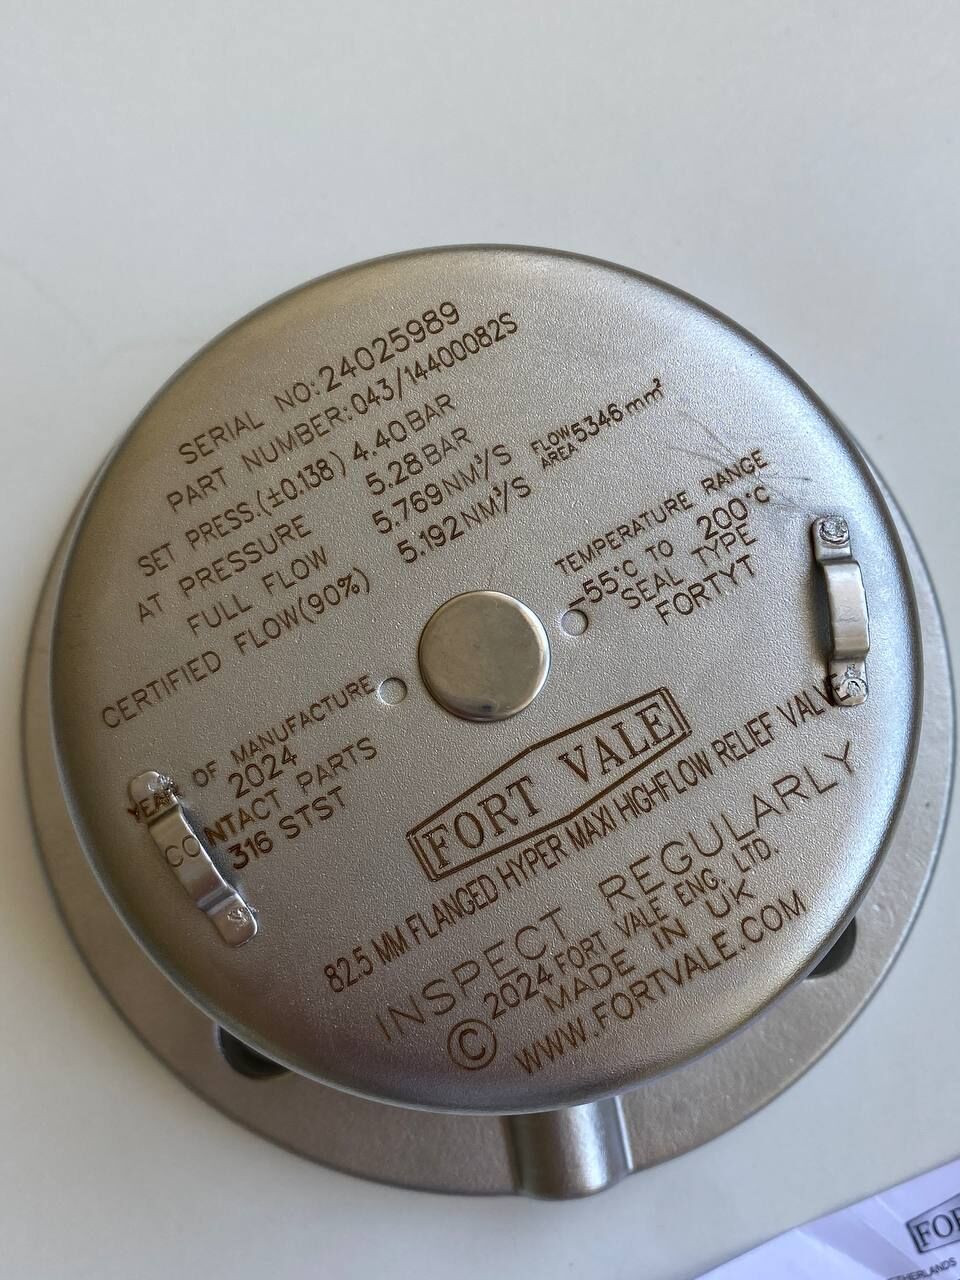 SERIAL NO: 24025989
PART NUMBER: 043/14400082S
SET PRESS.(±0.138) 4.40 BAR
AT PRESSURE 5.28 BAR
FULL FLOW 5.769 NM³/S
CERTIFIED FLOW(90%) 5.192 NM³/S
FLOW AREA 5346 mm²
TEMPERATURE RANGE
-55°C TO 200°C
SEAL TYPE
FORTYT
YEAR OF MANUFACTURE
2024
CONTACT PARTS
316 STST
FORT VALE
82.5 MM FLANGED HYPER MAXI HIGHFLOW RELIEF VALVE
INSPECT REGULARLY
© 2024 FORT VALE ENG. LTD.
MADE IN UK
WWW.FORTVALE.COM